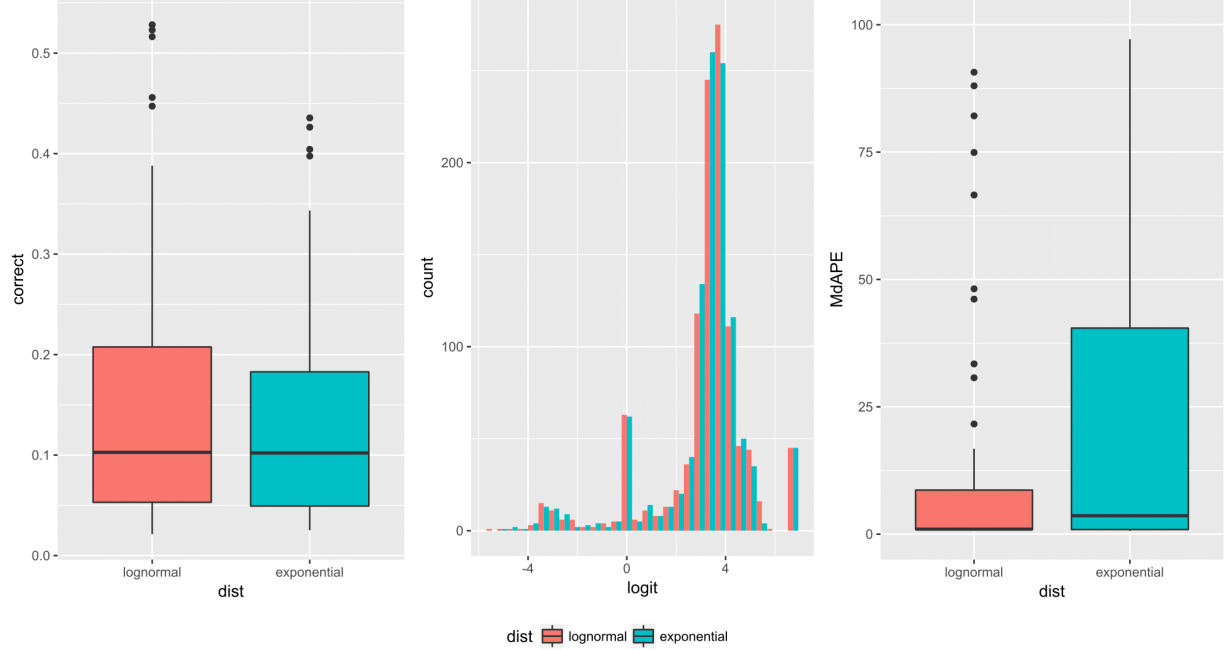 correct
0.5
0.4
0.3
0.2
0.1
0.0
lognormal exponential
dist
count
200
100
0
-4 0 4
logit
MdAPE
100
75
50
25
0
lognormal exponential
dist
dist lognormal exponential